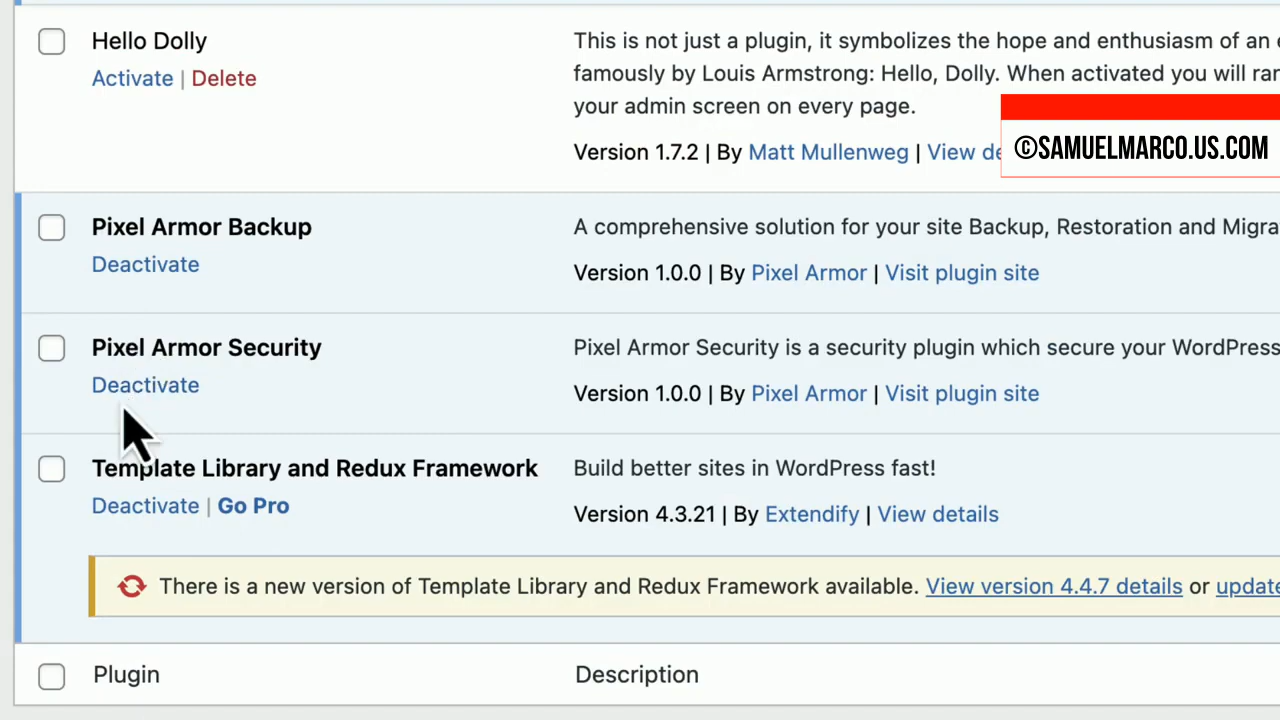 Hello Dolly
Activate | Delete
This is not just a plugin, it symbolizes the hope and enthusiasm of an
famously by Louis Armstrong: Hello, Dolly. When activated you will
your admin screen on every page.
Version 1.7.2 | By Matt Mullenweg | View
©SAMUELMARCO.US.COM
Pixel Armor Backup
Deactivate
A comprehensive solution for your site Backup, Restoration and
Version 1.0.0 | By Pixel Armor | Visit plugin site
Pixel Armor Security
Deactivate
Pixel Armor Security is a security plugin which secure your WordPress
Version 1.0.0 | By Pixel Armor | Visit plugin site
Template Library and Redux Framework
Deactivate | Go Pro
Build better sites in WordPress fast!
Version 4.3.21 | By Extendify | View details
There is a new version of Template Library and Redux Framework available. View version 4.4.7 details or update
Plugin
Description